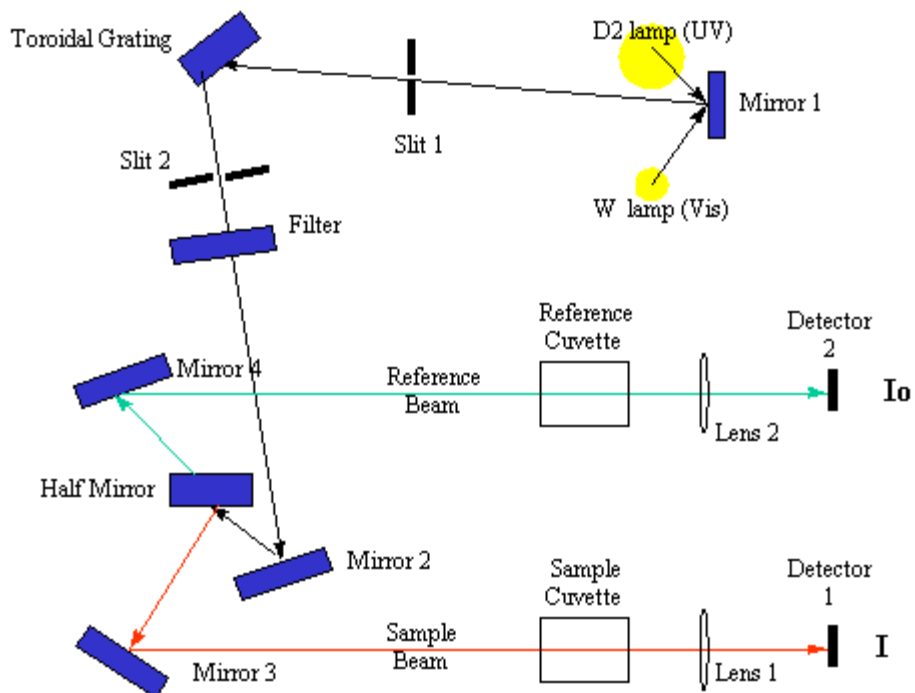 D2 lamp (UV)
Toroidal Grating
Mirror 1
Slit 1
Slit 2
W lamp (Vis)
Filter
Reference
Cuvette
Detector
2
Mirror 4
Reference
Beam
Io
Lens 2
Half Mirror
Mirror 2
Sample
Cuvette
Detector
1
Sample
Beam
I
Mirror 3
Lens 1